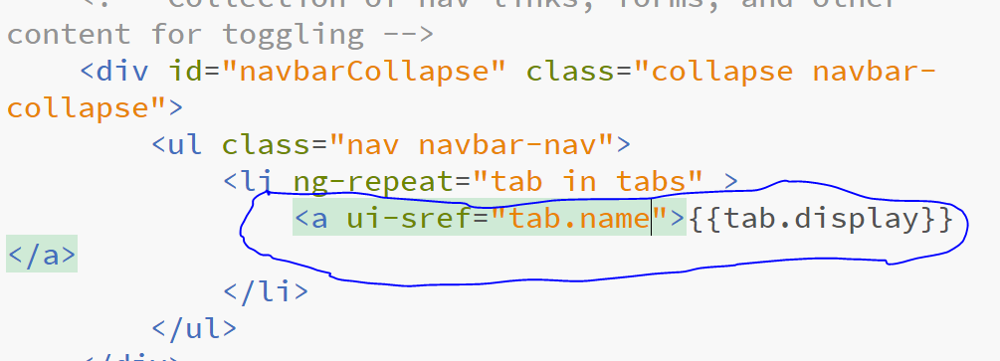 collection of nav links, forms, and other
content for toggling -->
<div id="navbarCollapse" class="collapse navbar-
collapse">
<ul class="nav navbar-nav">
<li ng-repeat="tab in tabs" >
<a ui-sref="tab.name">{{tab.display}}
</a>
</li>
</ul>
</div>